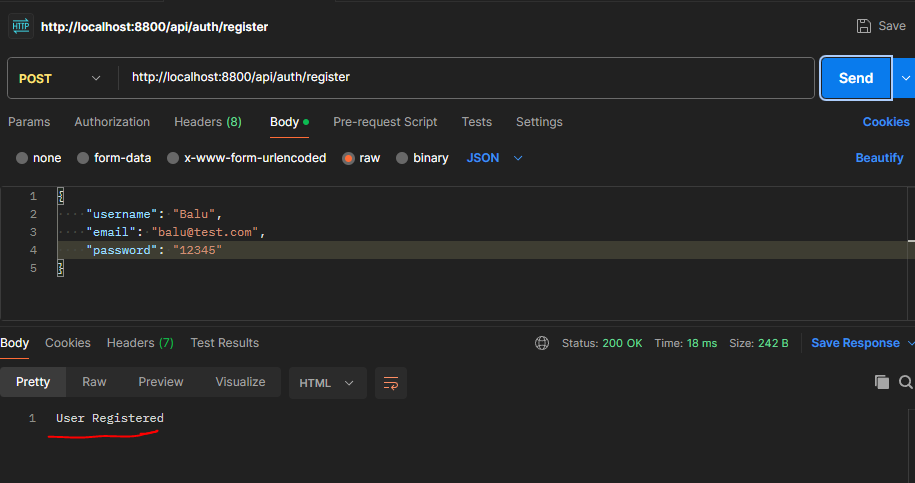 HTTP http://localhost:8800/api/auth/register Save
POST http://localhost:8800/api/auth/register Send
Params Authorization Headers (8) Body Pre-request Script Tests Settings Cookies
none form-data x-www-form-urlencoded raw binary JSON Beautify
1 {
2 "username": "Balu",
3 "email": "balu@test.com",
4 "password": "12345"
5 }
Body Cookies Headers (7) Test Results Status: 200 OK Time: 18 ms Size: 242 B Save Response
Pretty Raw Preview Visualize HTML
1 User Registered